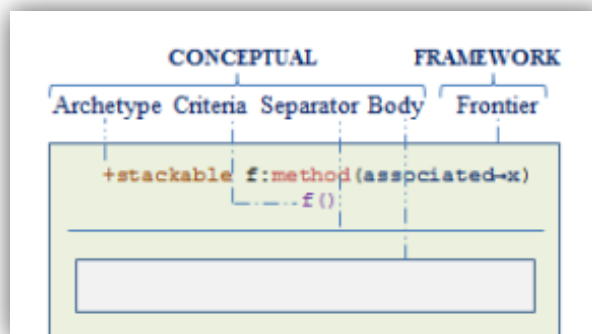 CONCEPTUAL FRAMEWORK
Archetype Criteria Separator Body Frontier
+stackable f:method(associated→x)
f()